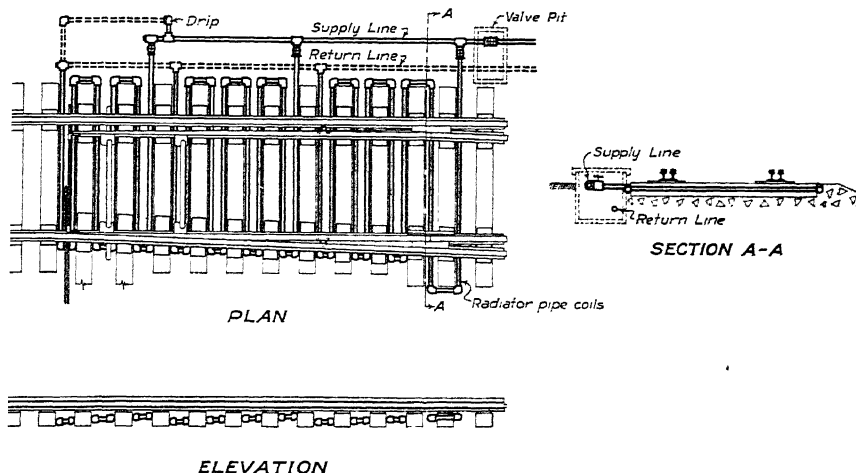 A
Valve Pit
Drip
Supply Line
Return Line
Supply Line
Return Line
SECTION A-A
A
Radiator pipe coils
PLAN
ELEVATION